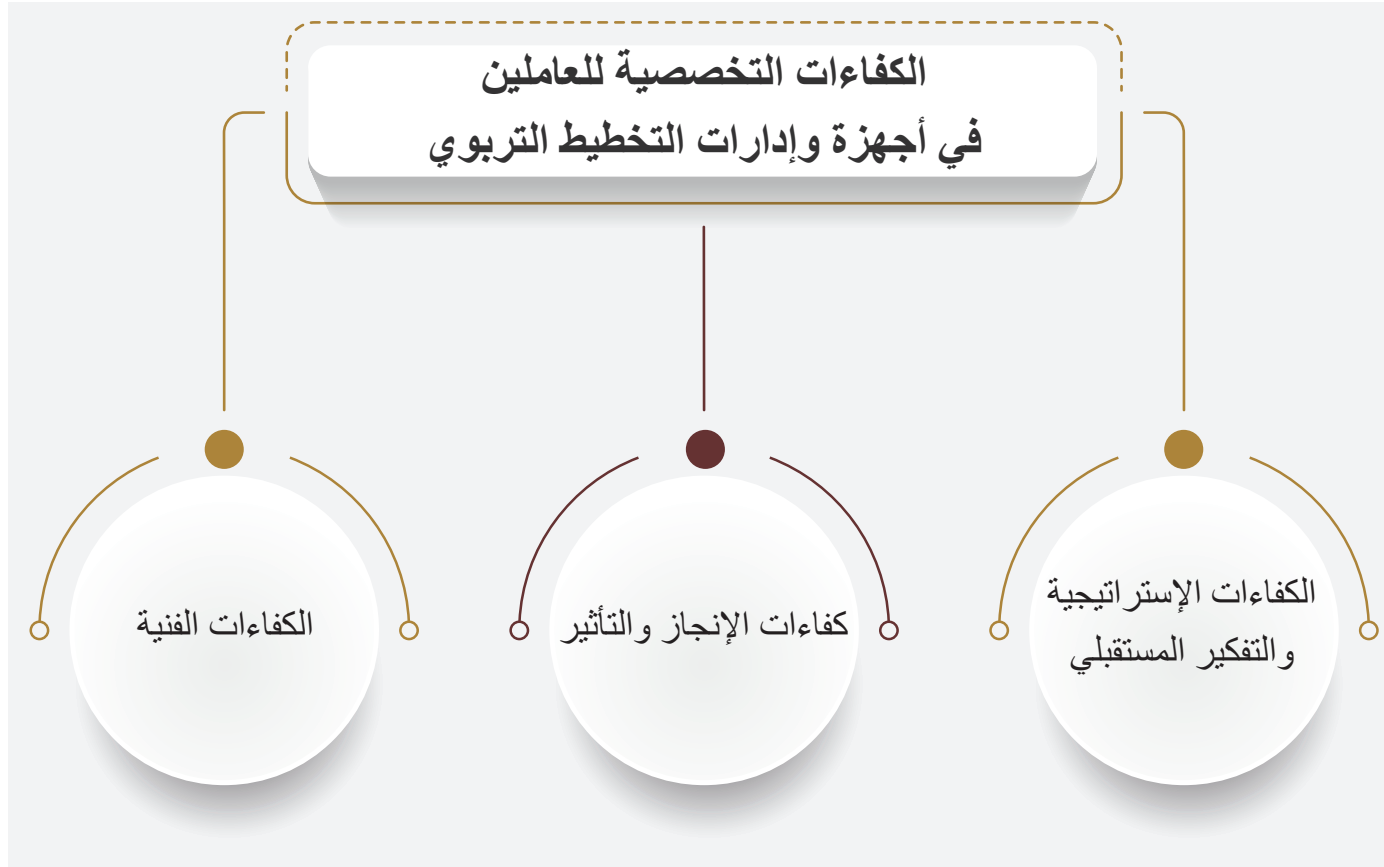 الكفاءات التخصصية للعاملين
في أجهزة وإدارات التخطيط التربوي
الكفاءات الإستراتيجية
والتفكير المستقبلي
كفاءات الإنجاز والتأثير
الكفاءات الفنية